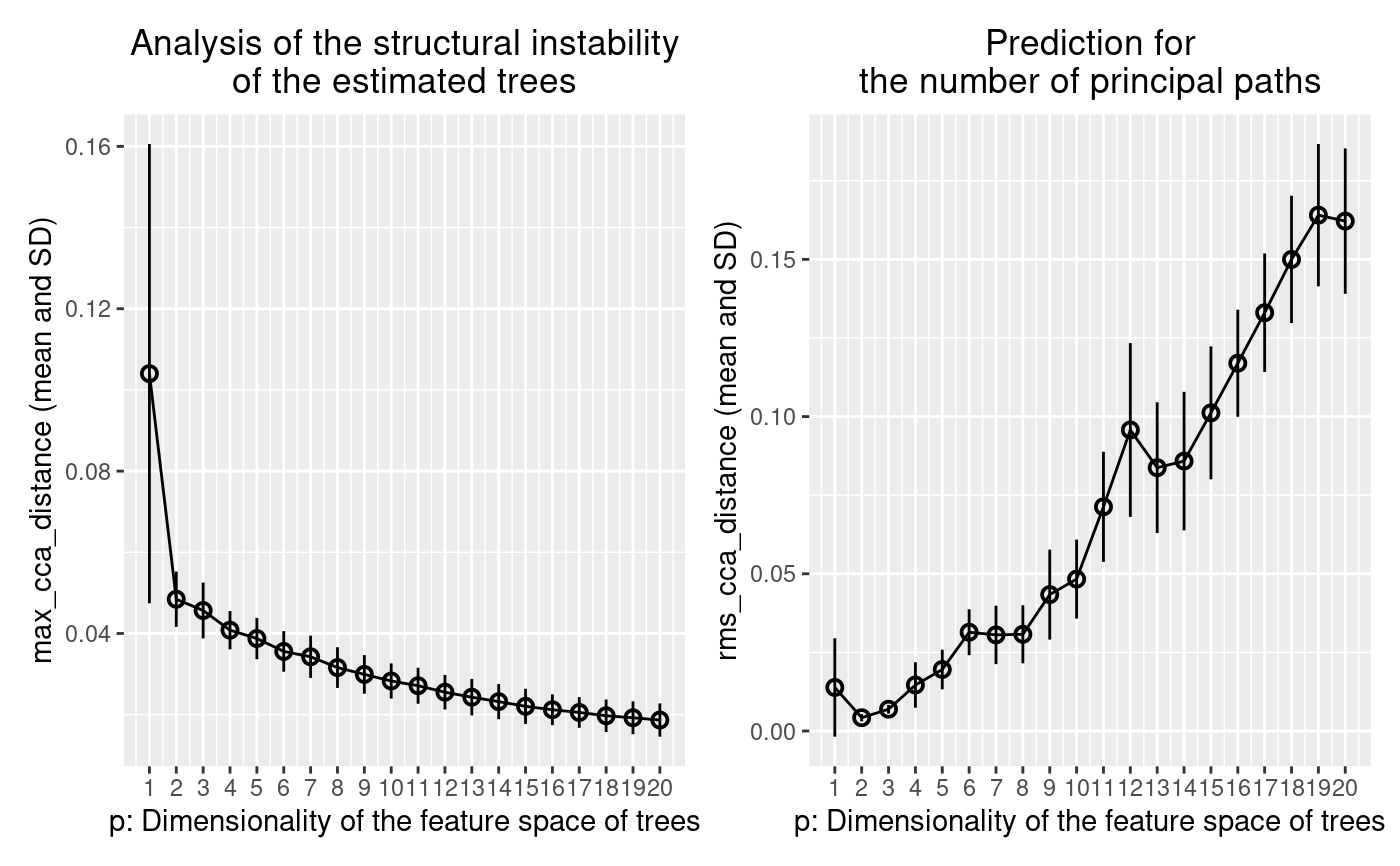 Analysis of the structural instability
of the estimated trees
max_cca_distance (mean and SD)
0.16
0.12
0.08
0.04
1 2 3 4 5 6 7 8 9 10 11 12 13 14 15 16 17 18 19 20
p: Dimensionality of the feature space of trees
Prediction for
the number of principal paths
rms_cca_distance (mean and SD)
0.15
0.10
0.05
0.00
1 2 3 4 5 6 7 8 9 10 11 12 13 14 15 16 17 18 19 20
p: Dimensionality of the feature space of trees